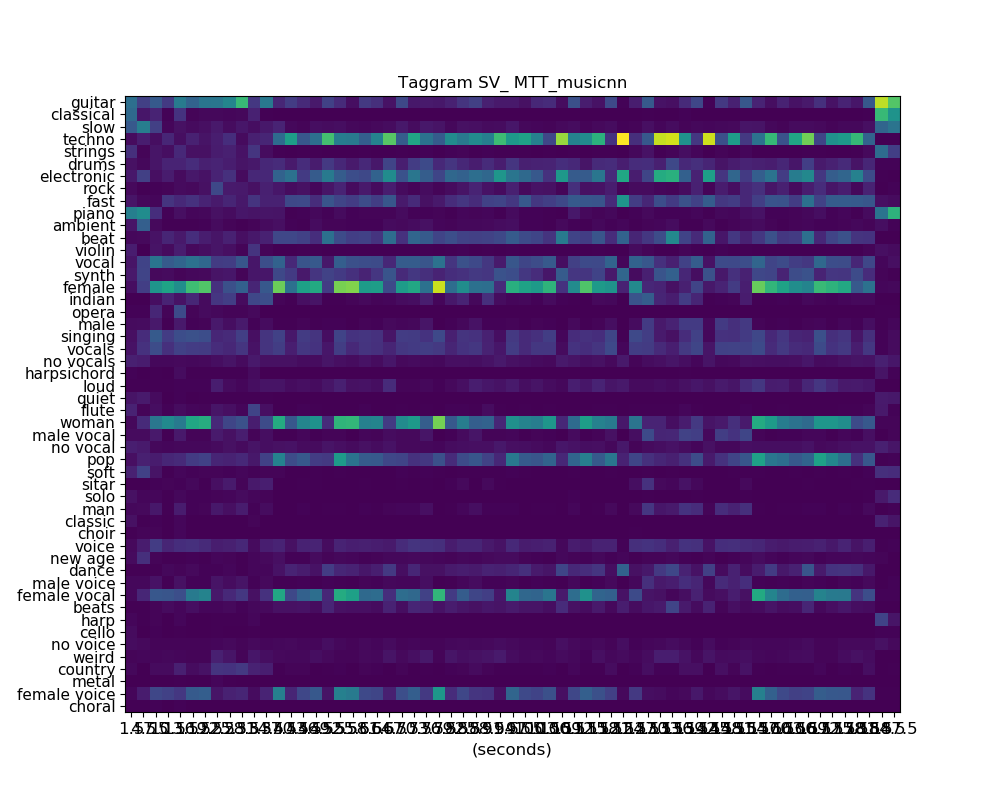 Taggram SV_ MTT_musicnn
guitar
classical
slow
techno
strings
drums
electronic
rock
fast
piano
ambient
beat
violin
vocal
synth
female
indian
opera
male
singing
vocals
no vocals
harpsichord
loud
quiet
flute
woman
male vocal
no vocal
pop
soft
sitar
solo
man
classic
choir
voice
new age
dance
male voice
female vocal
beats
harp
cello
no voice
weird
country
metal
female voice
choral
(seconds)